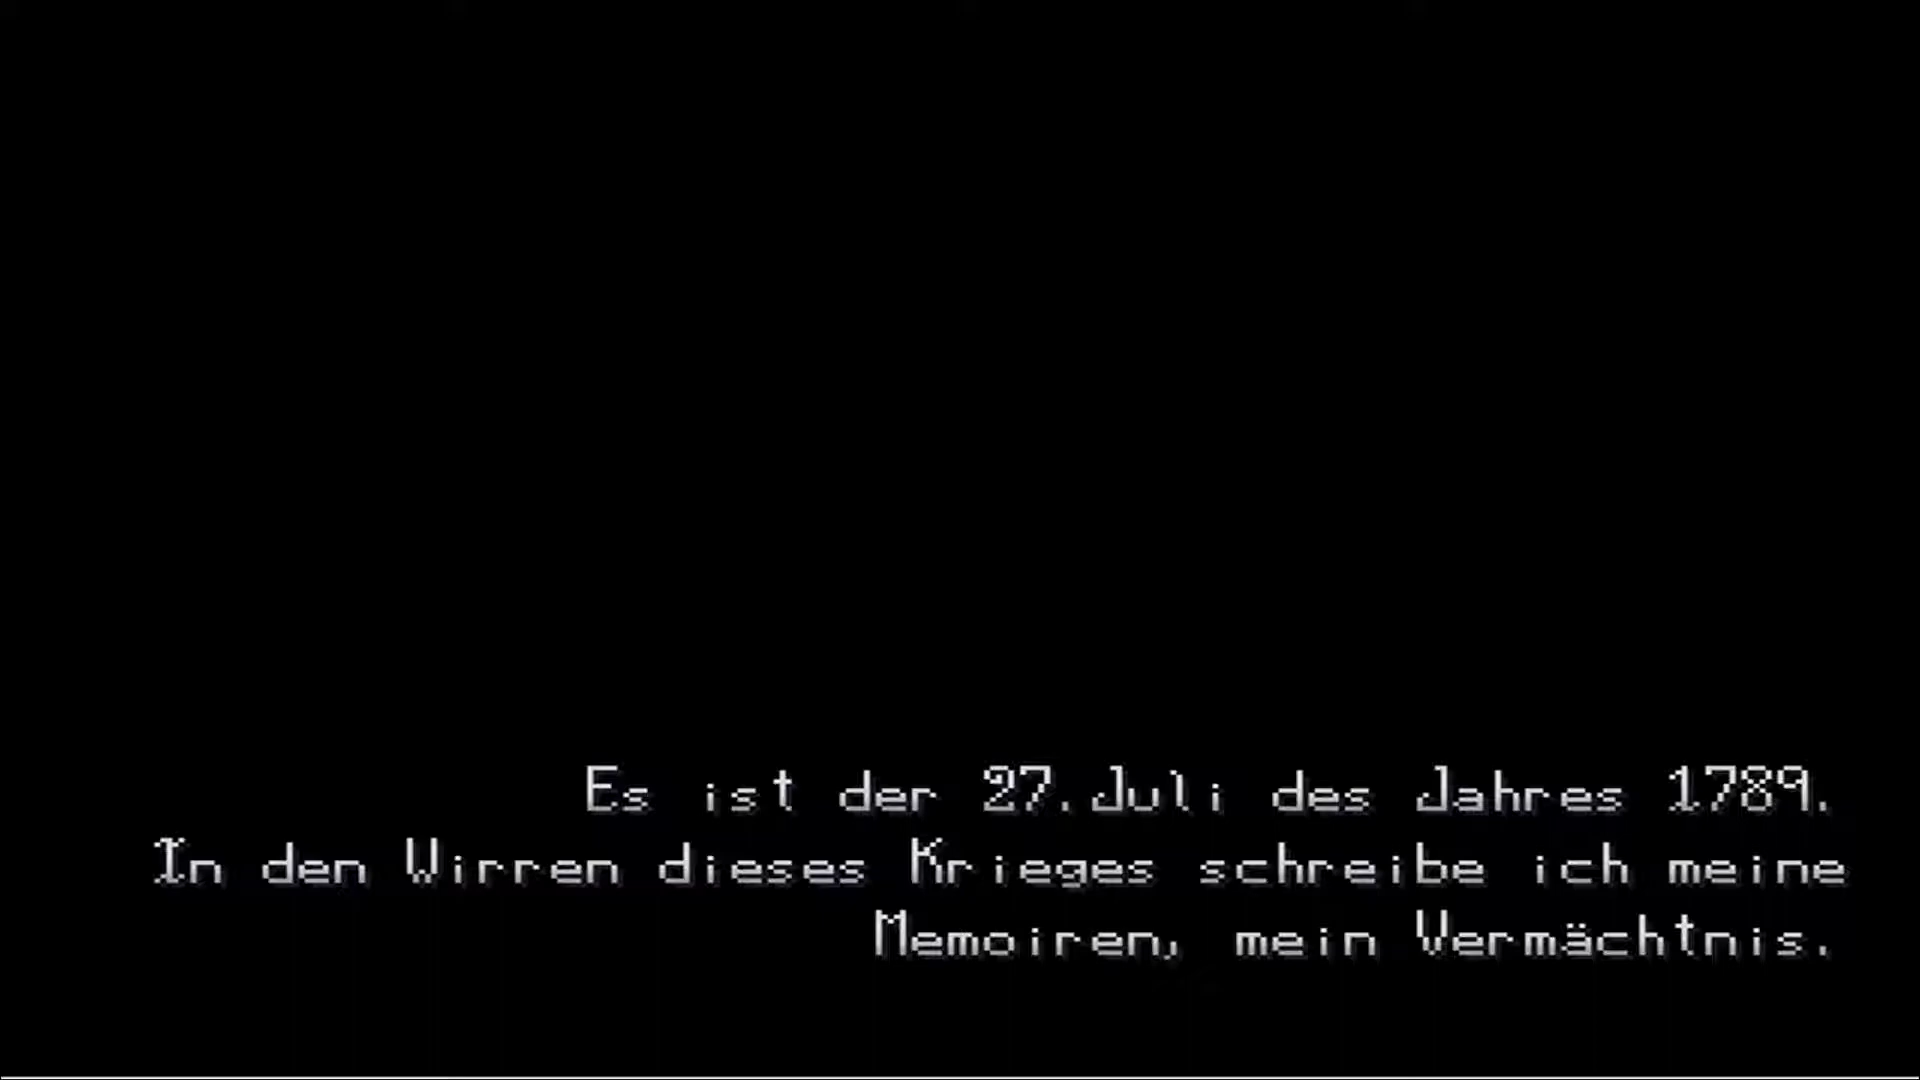 Es ist der 27.Juli des Jahres 1789.
In den Wirren dieses Krieges schreibe ich meine
Memoiren, mein Vermächtnis.